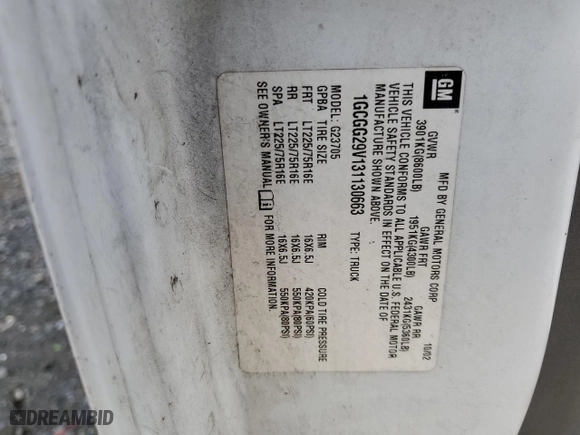 GM
MFD BY GENERAL MOTORS CORP 10/02
GVWR GAWR FRT GAWR RR
3901KG(8600LB) 1951KG(4300LB) 2431KG(5360LB)
THIS VEHICLE CONFORMS TO ALL APPLICABLE U.S. FEDERAL MOTOR
VEHICLE SAFETY STANDARDS IN EFFECT ON THE DATE OF
MANUFACTURE SHOWN ABOVE.
1GCGG29V131130663 TYPE: TRUCK
MODEL: G23705
GPBA TIRE SIZE RIM COLD TIRE PRESSURE
FRT LT225/75R16E 16X6.5J 420KPA(60PSI)
RR LT225/75R16E 16X6.5J 550KPA(80PSI)
SPA LT225/75R16E 16X6.5J 550KPA(80PSI)
SEE OWNER'S MANUAL FOR MORE INFORMATION.
DREAMBID